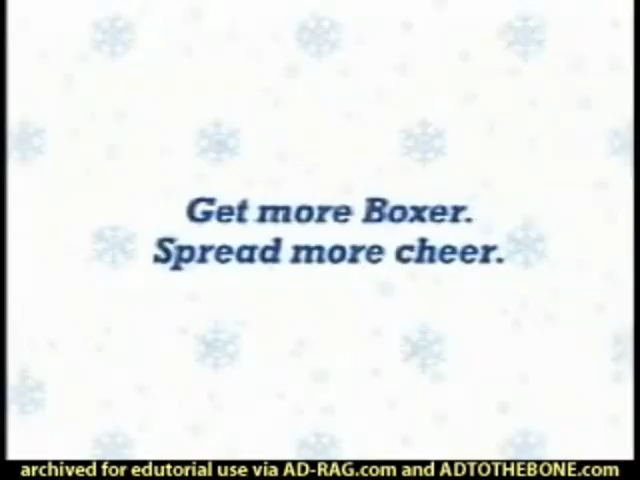 Get more Boxer.
Spread more cheer.
archived for edutorial use via AD-RAG.com and ADTOTHEBONE.com